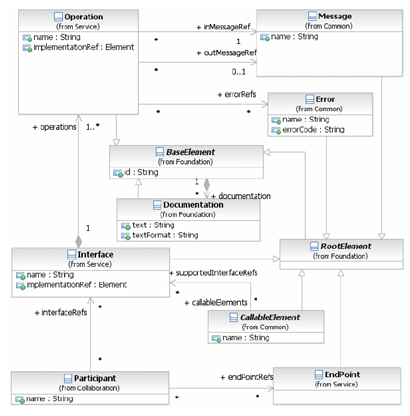 Operation
(from Service)
name : String
implementationRef : Element
+ inMessageRef
*
1
+ outMessageRef
*
0..1
Message
(from Common)
name : String
+ errorRefs
*
*
Error
(from Common)
name : String
errorCode : String
+ operations
1..*
BaseElement
(from Foundation)
id : String
1
*
+ documentation
Documentation
(from Foundation)
text : String
textFormat : String
1
Interface
(from Service)
name : String
implementationRef : Element
RootElement
(from Foundation)
+ supportedInterfaceRefs
*
+ callableElements
*
+ interfaceRefs
*
CallableElement
(from Common)
name : String
*
Participant
(from Collaboration)
name : String
+ endPointRefs
*
*
EndPoint
(from Service)